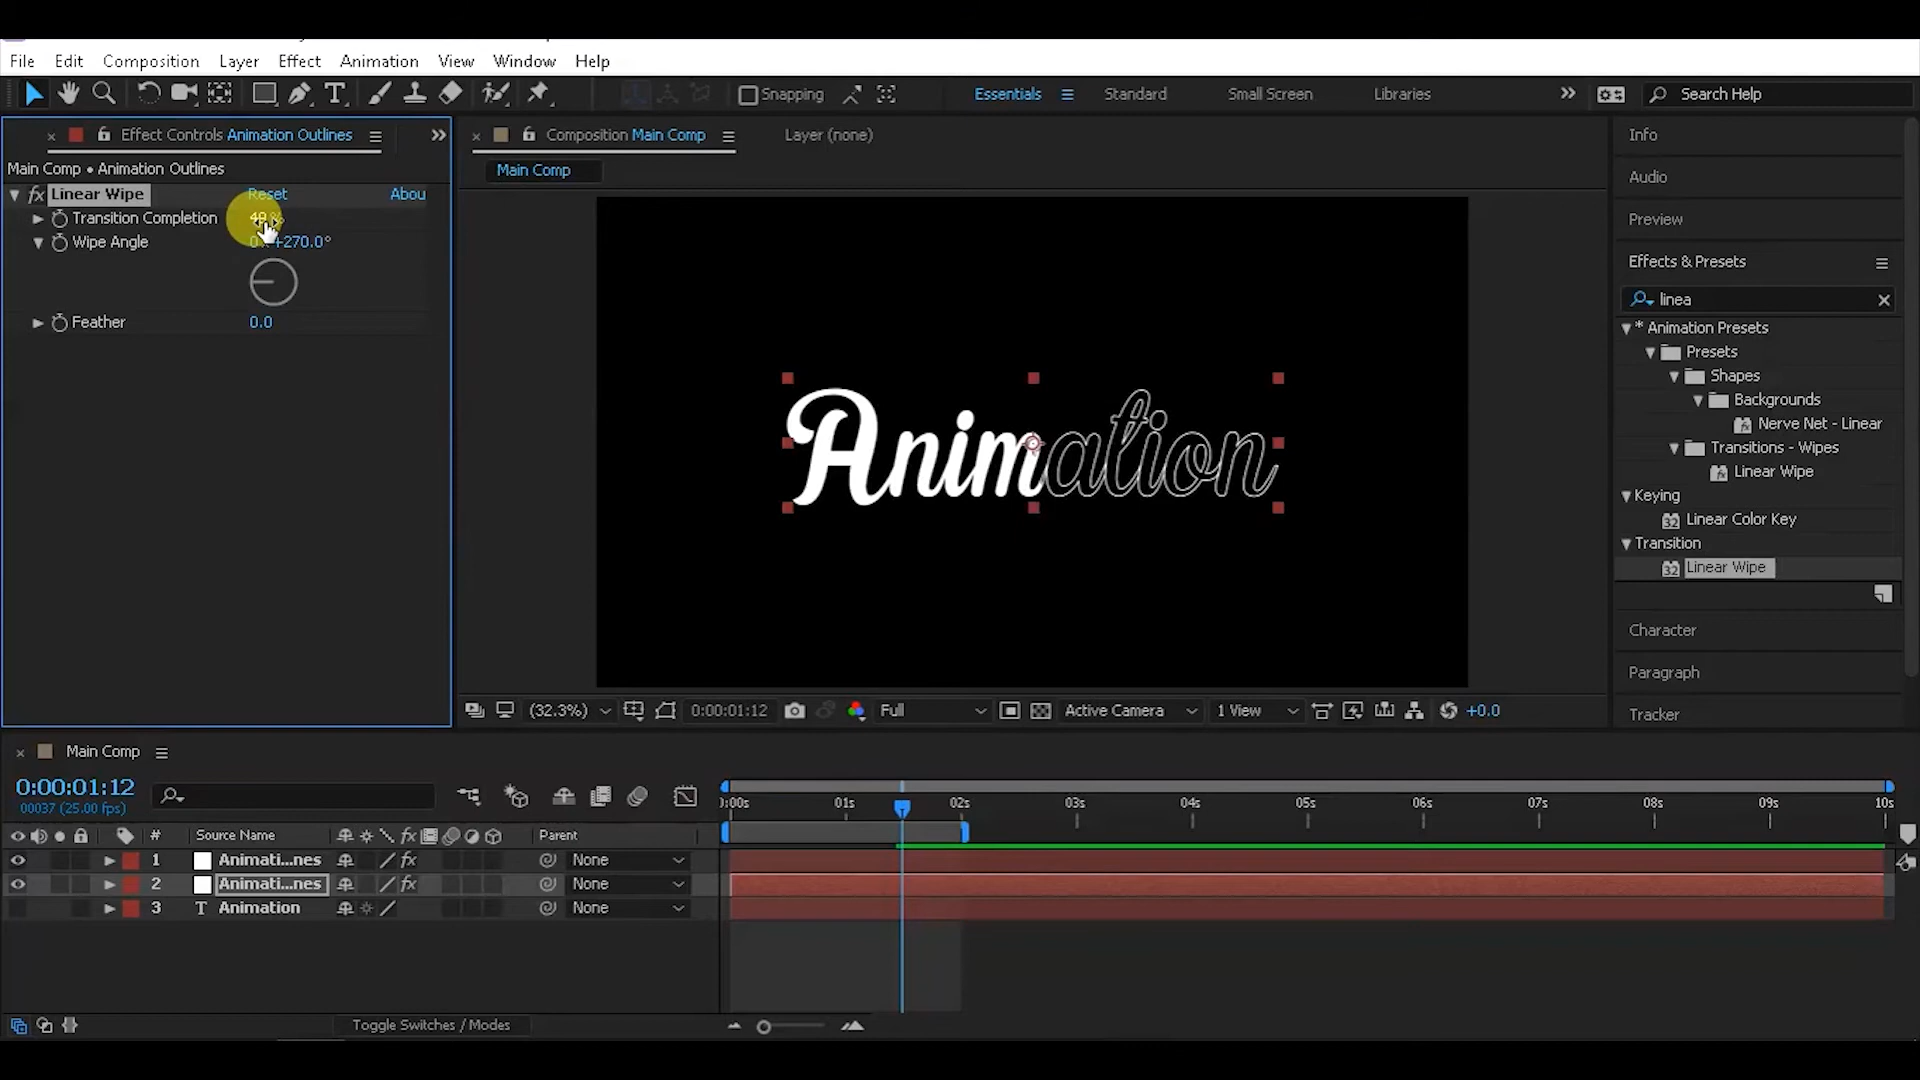 File Edit Composition Layer Effect Animation View Window Help
Snapping Essentials Standard Small Screen Libraries Search Help
Effect Controls Animation Outlines
Composition Main Comp Layer (none)
Main Comp • Animation Outlines
Main Comp
fx Linear Wipe Reset Abou
Transition Completion
Wipe Angle +270.0°
Feather 0.0
Animation
Info
Audio
Preview
Effects & Presets
linea
* Animation Presets
Presets
Shapes
Backgrounds
Nerve Net - Linear
Transitions - Wipes
Linear Wipe
Keying
32 Linear Color Key
Transition
32 Linear Wipe
Character
Paragraph
Tracker
(32.3%) 0:00:01:12 Full Active Camera 1 View +0.0
Main Comp
0:00:01:12
00037 (25.00 fps)
):00s 01s 02s 03s 04s 05s 06s 07s 08s 09s 10s
# Source Name fx Parent
1 Animati...nes fx None
2 Animati...nes fx None
3 T Animation None
Toggle Switches / Modes